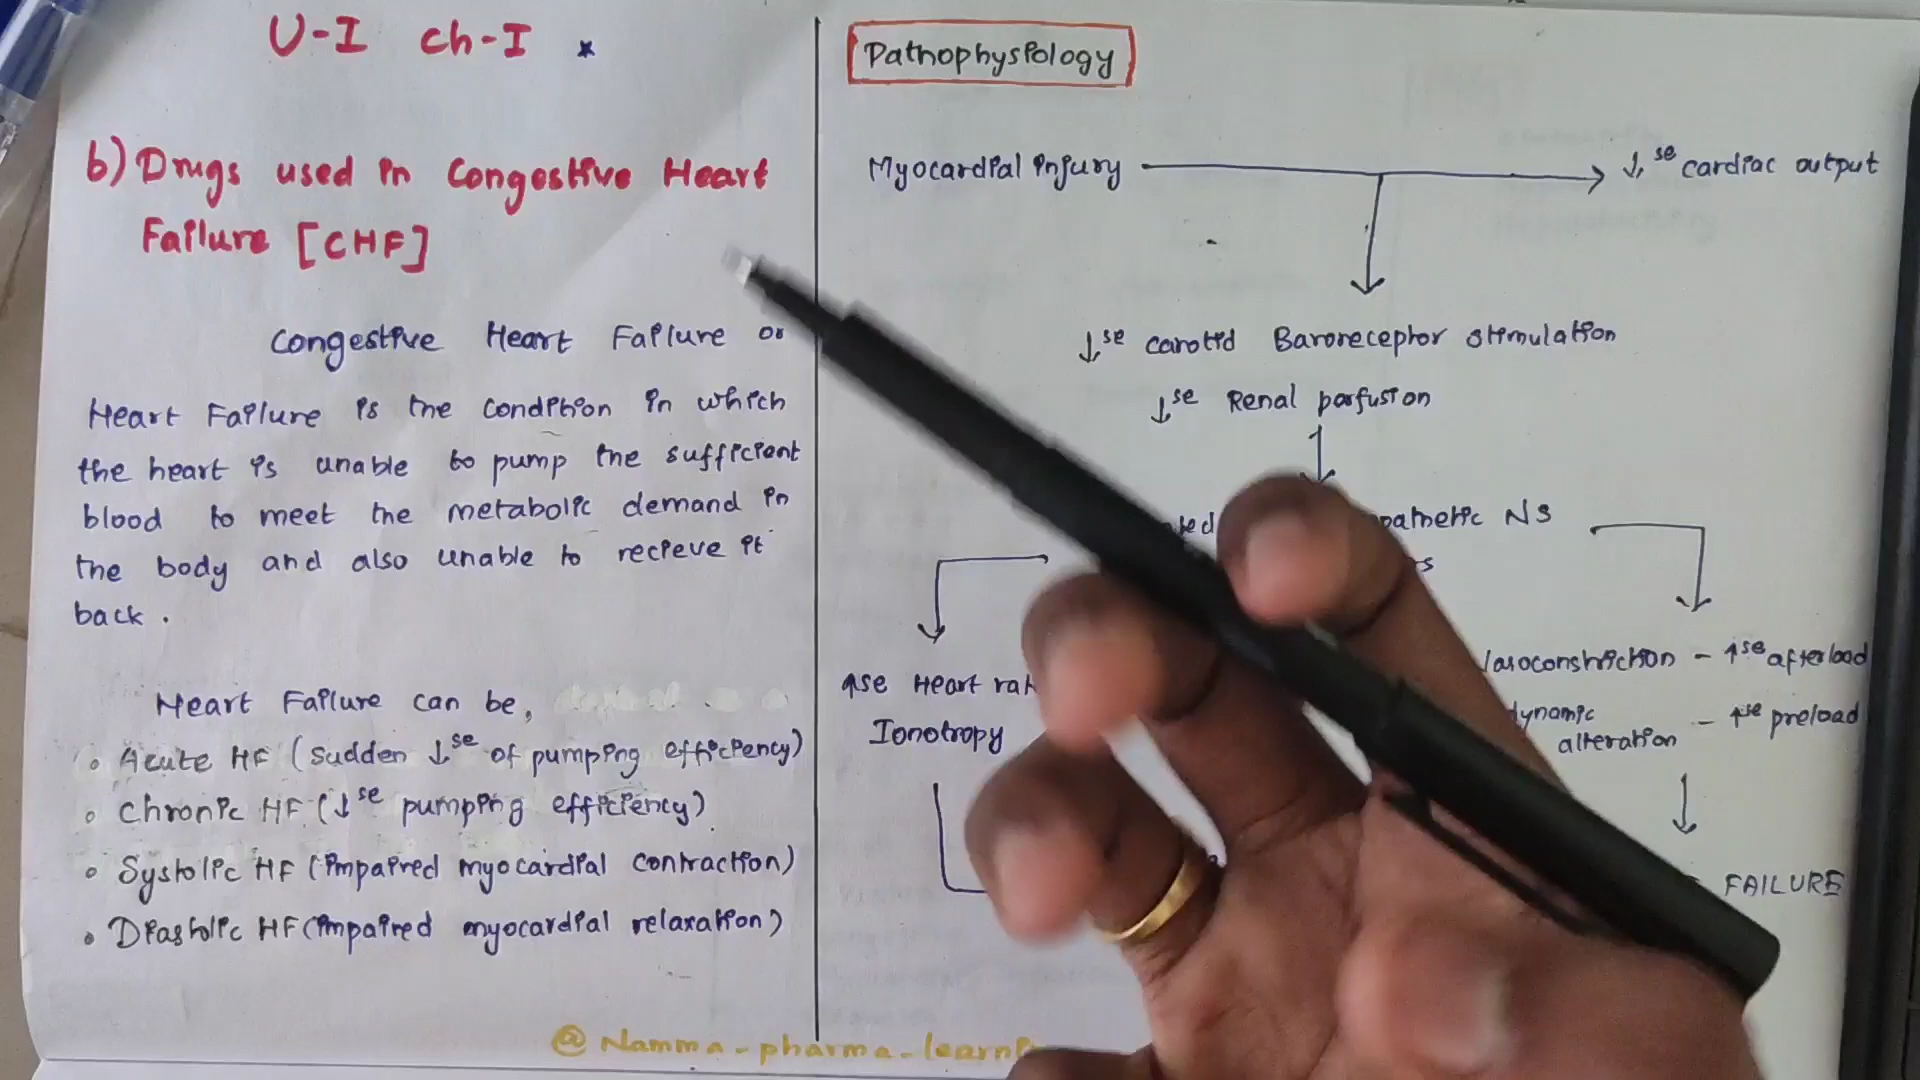 U-I ch-I *
b) Drugs used in Congestive Heart
Failure [CHF]
Congestive Heart Failure or
Heart Failure is the condition in which
the heart is unable to pump the sufficient
blood to meet the metabolic demand in
the body and also unable to recieve it
back.
Heart Failure can be,
• Acute HF (Sudden ↓se of pumping efficiency)
• Chronic HF (↓se pumping efficiency)
• Systolic HF (impaired myocardial contraction)
• Diastolic HF (impaired myocardial relaxation)
@Namma-pharma-learn
Pathophysiology
Myocardial injury → ↓se cardiac output
↓se carotid Baroreceptor stimulation
↓se Renal parfusion
NS
↑se Heart
Ionotropy
- ↑se afterload
alteration - ↑se preload
FAILURE